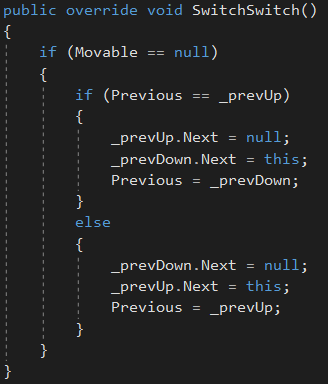 public override void SwitchSwitch()
{
    if (Movable == null)
    {
        if (Previous == _prevUp)
        {
            _prevUp.Next = null;
            _prevDown.Next = this;
            Previous = _prevDown;
        }
        else
        {
            _prevDown.Next = null;
            _prevUp.Next = this;
            Previous = _prevUp;
        }
    }
}